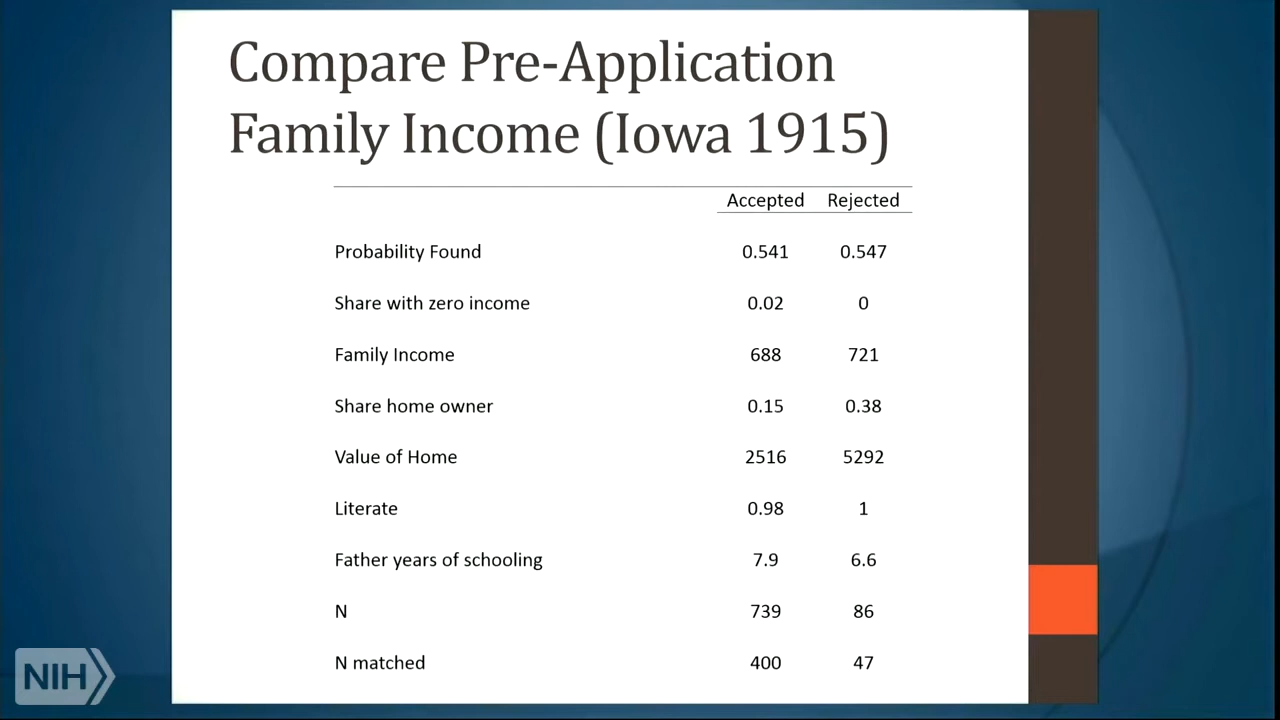 Compare Pre-Application
Family Income (Iowa 1915)
Accepted Rejected
Probability Found 0.541 0.547
Share with zero income 0.02 0
Family Income 688 721
Share home owner 0.15 0.38
Value of Home 2516 5292
Literate 0.98 1
Father years of schooling 7.9 6.6
N 739 86
N matched 400 47
NIH